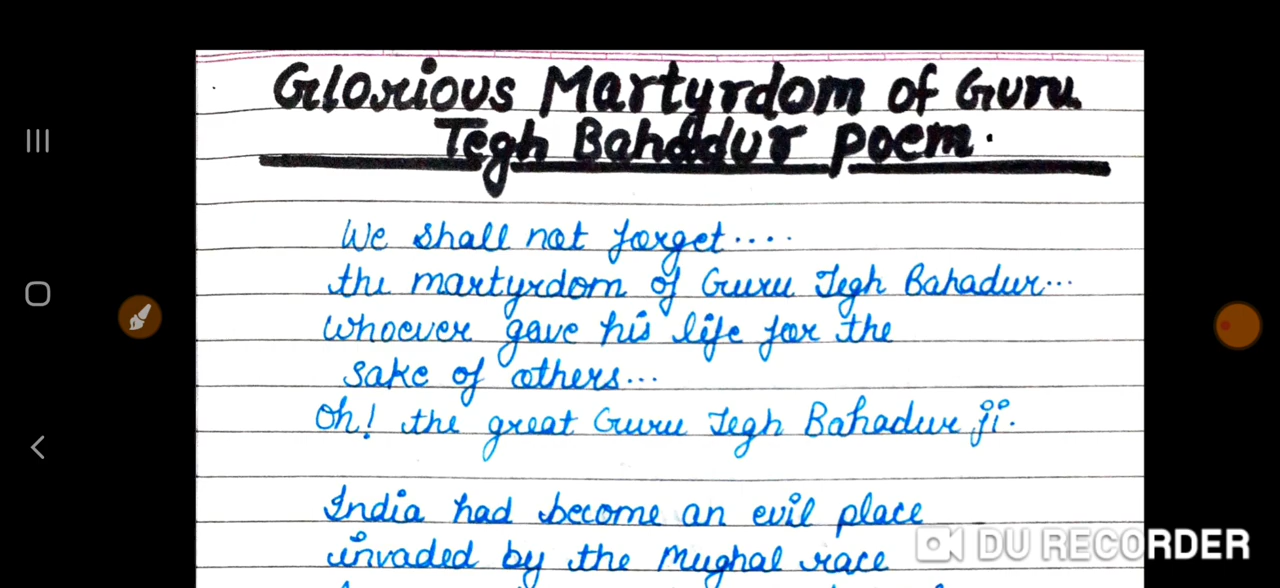 Glorious Martyrdom of Guru
Tegh Bahadur poem.
We shall not forget....
the martyrdom of Guru Tegh Bahadur...
whoever gave his life for the
sake of others...
Oh! the great Guru Tegh Bahadur ji.
India had become an evil place
invaded by the Mughal race
DU RECORDER